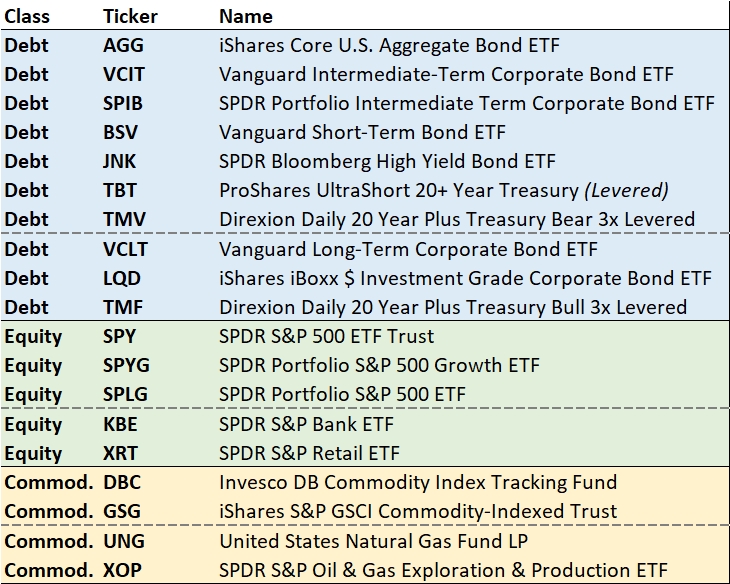 Class Ticker Name
Debt AGG iShares Core U.S. Aggregate Bond ETF
Debt VCIT Vanguard Intermediate-Term Corporate Bond ETF
Debt SPIB SPDR Portfolio Intermediate Term Corporate Bond ETF
Debt BSV Vanguard Short-Term Bond ETF
Debt JNK SPDR Bloomberg High Yield Bond ETF
Debt TBT ProShares UltraShort 20+ Year Treasury (Levered)
Debt TMV Direxion Daily 20 Year Plus Treasury Bear 3x Levered
Debt VCLT Vanguard Long-Term Corporate Bond ETF
Debt LQD iShares iBoxx $ Investment Grade Corporate Bond ETF
Debt TMF Direxion Daily 20 Year Plus Treasury Bull 3x Levered
Equity SPY SPDR S&P 500 ETF Trust
Equity SPYG SPDR Portfolio S&P 500 Growth ETF
Equity SPLG SPDR Portfolio S&P 500 ETF
Equity KBE SPDR S&P Bank ETF
Equity XRT SPDR S&P Retail ETF
Commod. DBC Invesco DB Commodity Index Tracking Fund
Commod. GSG iShares S&P GSCI Commodity-Indexed Trust
Commod. UNG United States Natural Gas Fund LP
Commod. XOP SPDR S&P Oil & Gas Exploration & Production ETF